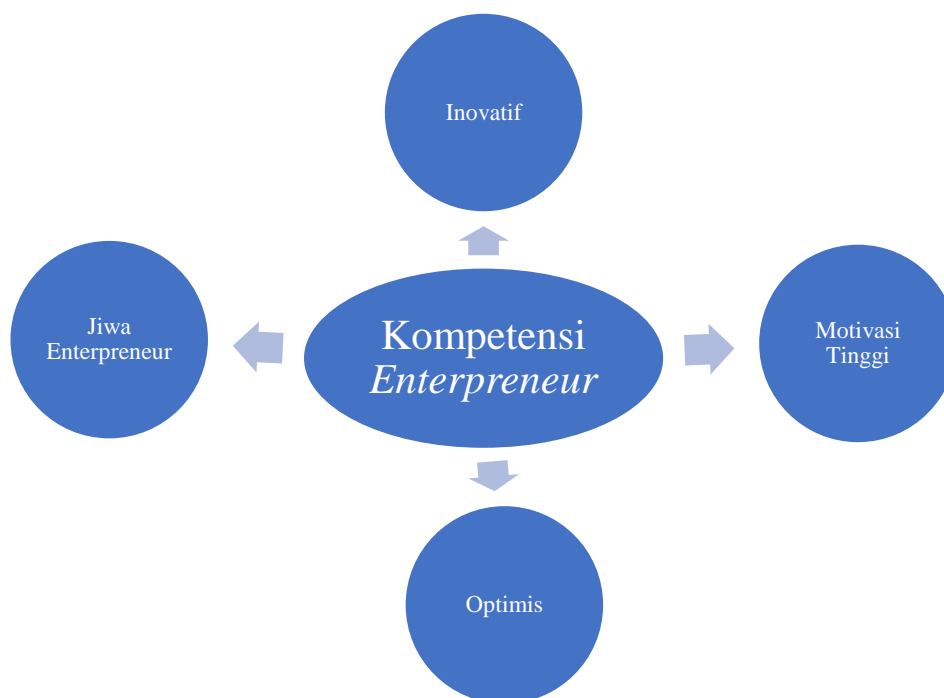 Inovatif
Jiwa
Enterpreneur
Kompetensi
Enterpreneur
Motivasi
Tinggi
Optimis